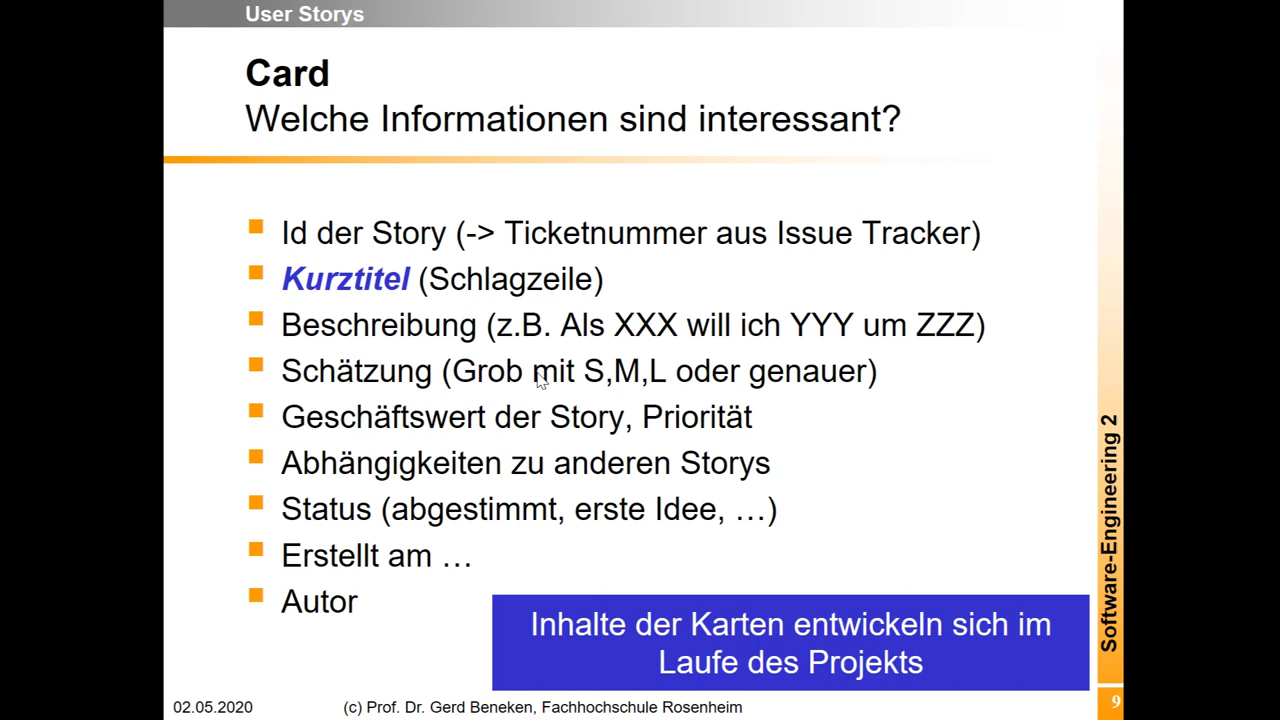 User Storys
Card
Welche Informationen sind interessant?
Id der Story (-> Ticketnummer aus Issue Tracker)
Kurztitel (Schlagzeile)
Beschreibung (z.B. Als XXX will ich YYY um ZZZ)
Schätzung (Grob mit S,M,L oder genauer)
Geschäftswert der Story, Priorität
Abhängigkeiten zu anderen Storys
Status (abgestimmt, erste Idee, …)
Erstellt am …
Autor
Inhalte der Karten entwickeln sich im
Laufe des Projekts
Software-Engineering 2
02.05.2020
(c) Prof. Dr. Gerd Beneken, Fachhochschule Rosenheim
9